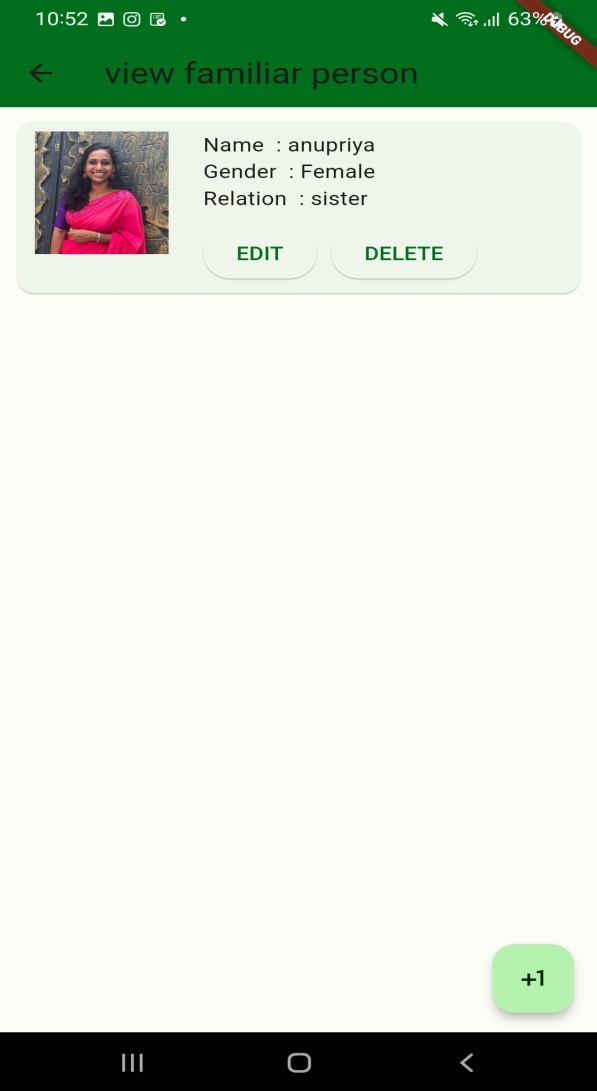 10:52 63%
DEBUG
view familiar person
Name : anupriya
Gender : Female
Relation : sister
EDIT DELETE
+1